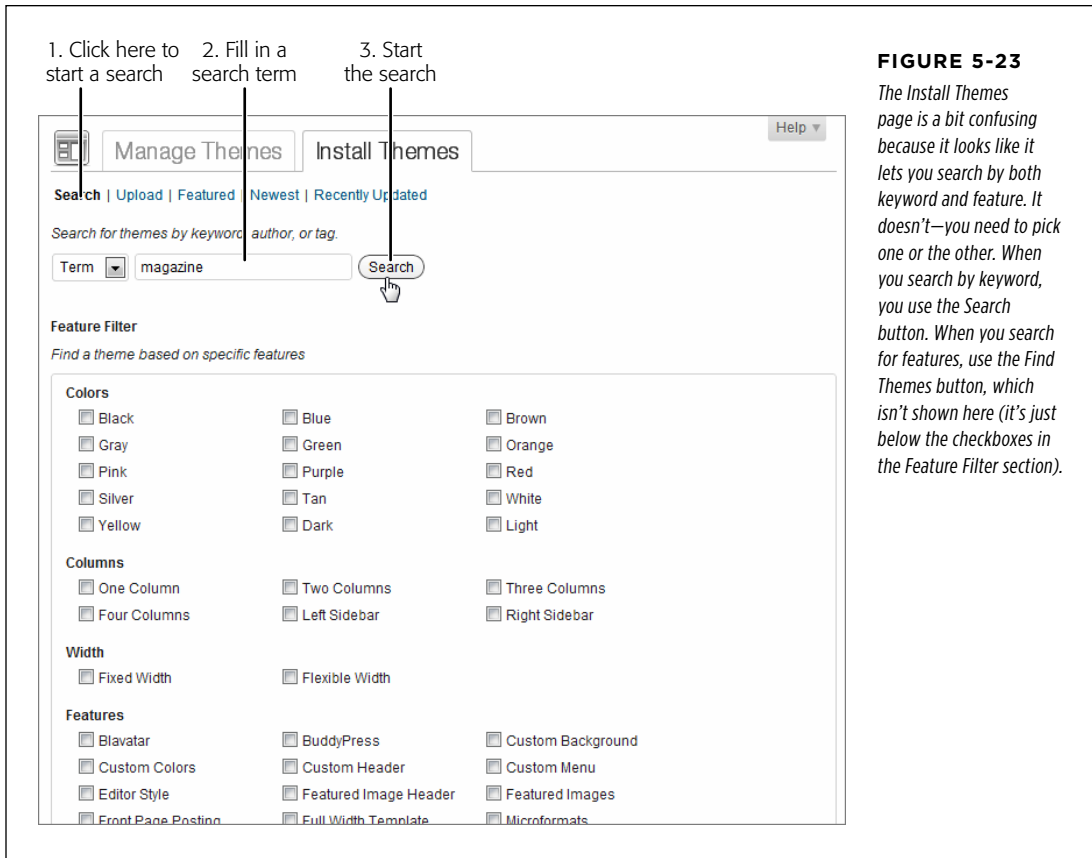 1. Click here to start a search
2. Fill in a search term
3. Start the search
Help
Manage Themes
Install Themes
Search | Upload | Featured | Newest | Recently Updated
Search for themes by keyword, author, or tag.
Term magazine Search
Feature Filter
Find a theme based on specific features
Colors
Black Blue Brown
Gray Green Orange
Pink Purple Red
Silver Tan White
Yellow Dark Light
Columns
One Column Two Columns Three Columns
Four Columns Left Sidebar Right Sidebar
Width
Fixed Width Flexible Width
Features
Blavatar BuddyPress Custom Background
Custom Colors Custom Header Custom Menu
Editor Style Featured Image Header Featured Images
Front Page Posting Full Width Template Microformats
FIGURE 5-23
The Install Themes
page is a bit confusing
because it looks like it
lets you search by both
keyword and feature. It
doesn't—you need to pick
one or the other. When
you search by keyword,
you use the Search
button. When you search
for features, use the Find
Themes button, which
isn't shown here (it's just
below the checkboxes in
the Feature Filter section).